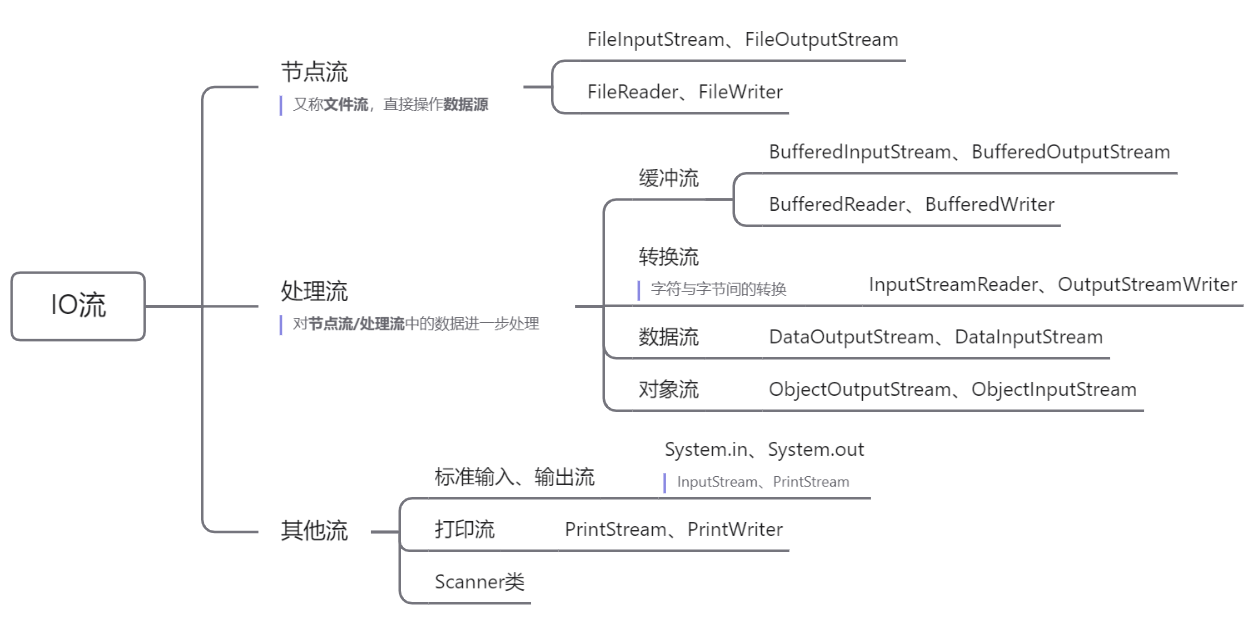 IO流
节点流
又称文件流，直接操作数据源
FileInputStream、FileOutputStream
FileReader、FileWriter
处理流
对节点流/处理流中的数据进一步处理
缓冲流
BufferedInputStream、BufferedOutputStream
BufferedReader、BufferedWriter
转换流
字符与字节间的转换
InputStreamReader、OutputStreamWriter
数据流
DataOutputStream、DataInputStream
对象流
ObjectOutputStream、ObjectInputStream
其他流
标准输入、输出流
System.in、System.out
InputStream、PrintStream
打印流
PrintStream、PrintWriter
Scanner类